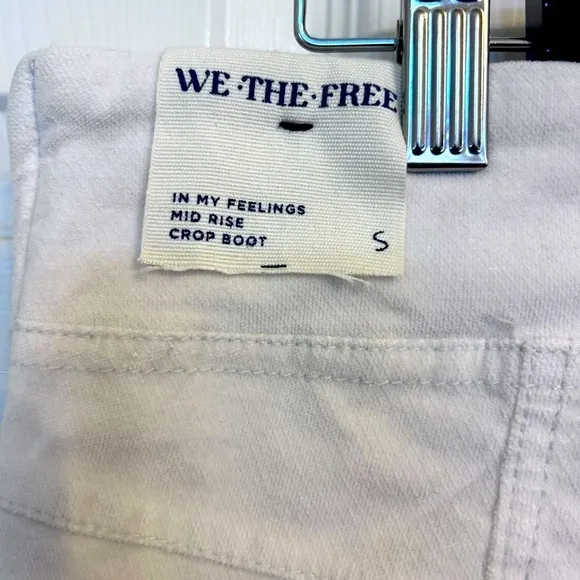 WE·THE·FREE
IN MY FEELINGS
MID RISE
CROP BOOT
S